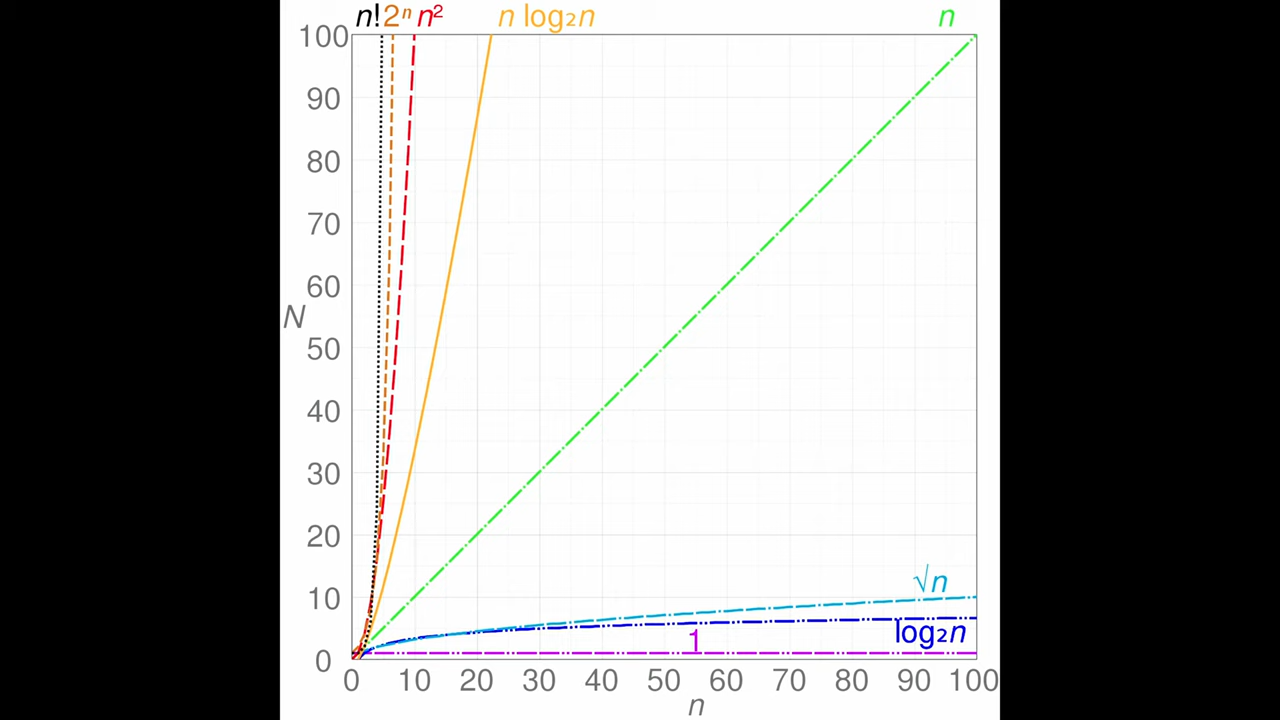 n! 2ⁿ n² n log₂n n
100
90
80
70
60
N
50
40
30
20
10
√n
log₂n
1
0
0 10 20 30 40 50 60 70 80 90 100
n